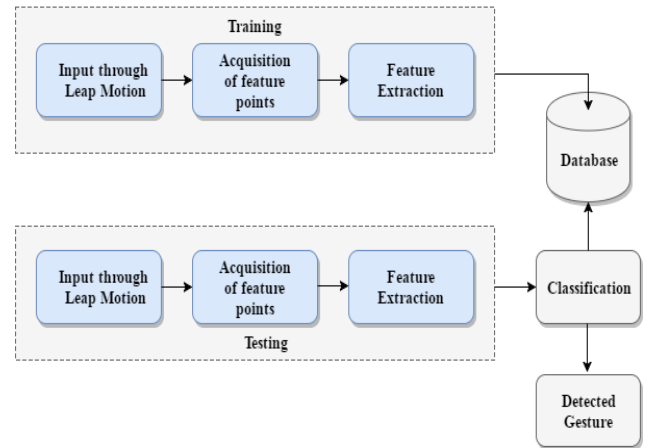 Training
Input through
Leap Motion
Acquisition
of feature
points
Feature
Extraction
Database
Input through
Leap Motion
Acquisition
of feature
points
Feature
Extraction
Classification
Testing
Detected
Gesture